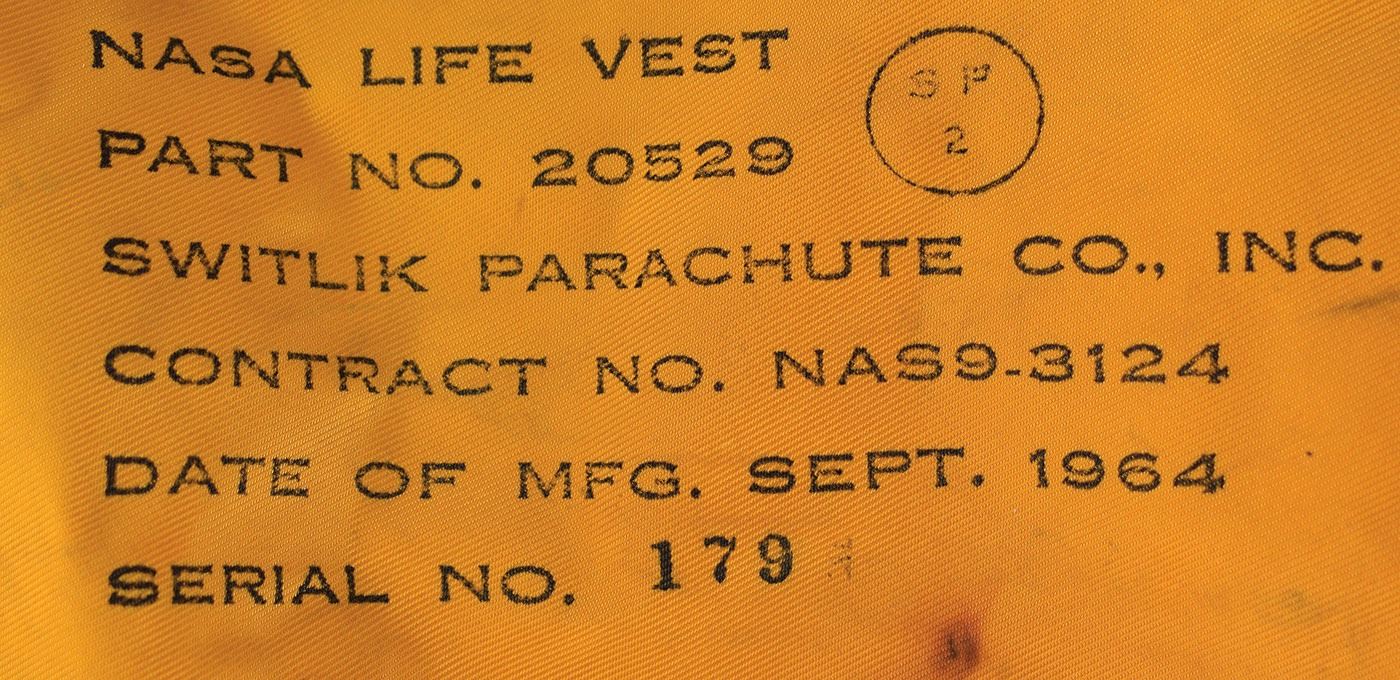 NASA LIFE VEST
S P
2
PART NO. 20529
SWITLIK PARACHUTE CO., INC.
CONTRACT NO. NAS9-3124
DATE OF MFG. SEPT. 1964
SERIAL NO. 179